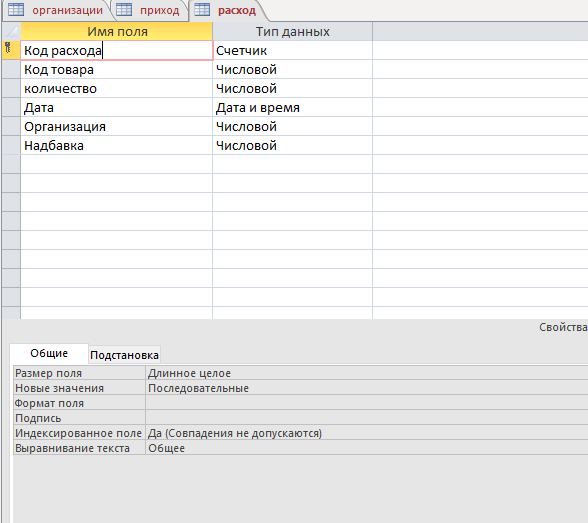 организации приход расход
Имя поля Тип данных
Код расхода Счетчик
Код товара Числовой
количество Числовой
Дата Дата и время
Организация Числовой
Надбавка Числовой
Свойства
Общие Подстановка
Размер поля Длинное целое
Новые значения Последовательные
Формат поля
Подпись
Индексированное поле Да (Совпадения не допускаются)
Выравнивание текста Общее